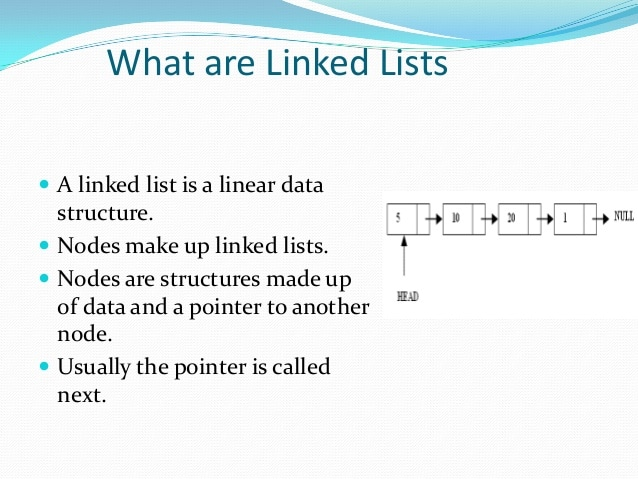 What are Linked Lists
A linked list is a linear data
structure.
Nodes make up linked lists.
Nodes are structures made up
of data and a pointer to another
node.
Usually the pointer is called
next.
5 10 20 1 NULL
HEAD